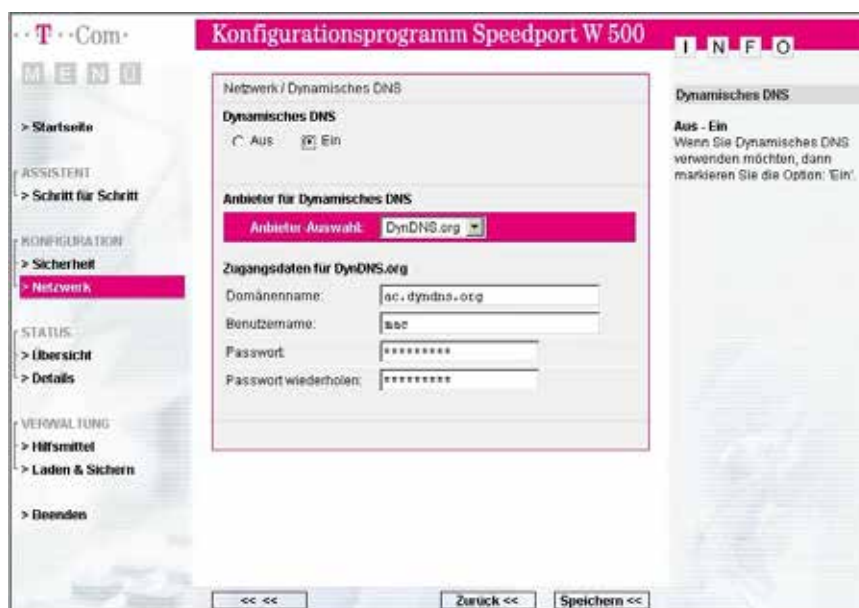 ··T··Com·
Konfigurationsprogramm Speedport W 500
INFO
MENÜ
> Startseite
ASSISTENT
> Schritt für Schritt
KONFIGURATION
> Sicherheit
> Netzwerk
STATUS
> Übersicht
> Details
VERWALTUNG
> Hilfsmittel
> Laden & Sichern
> Beenden
Netzwerk / Dynamisches DNS
Dynamisches DNS
Aus Ein
Anbieter für Dynamisches DNS
Anbieter-Auswahl: DynDNS.org
Zugangsdaten für DynDNS.org
Domänenname: ac.dyndns.org
Benutzername: mac
Passwort: *********
Passwort wiederholen: *********
<< <<
Zurück <<
Speichern <<
Dynamisches DNS
Aus - Ein
Wenn Sie Dynamisches DNS
verwenden möchten, dann
markieren Sie die Option: 'Ein'.